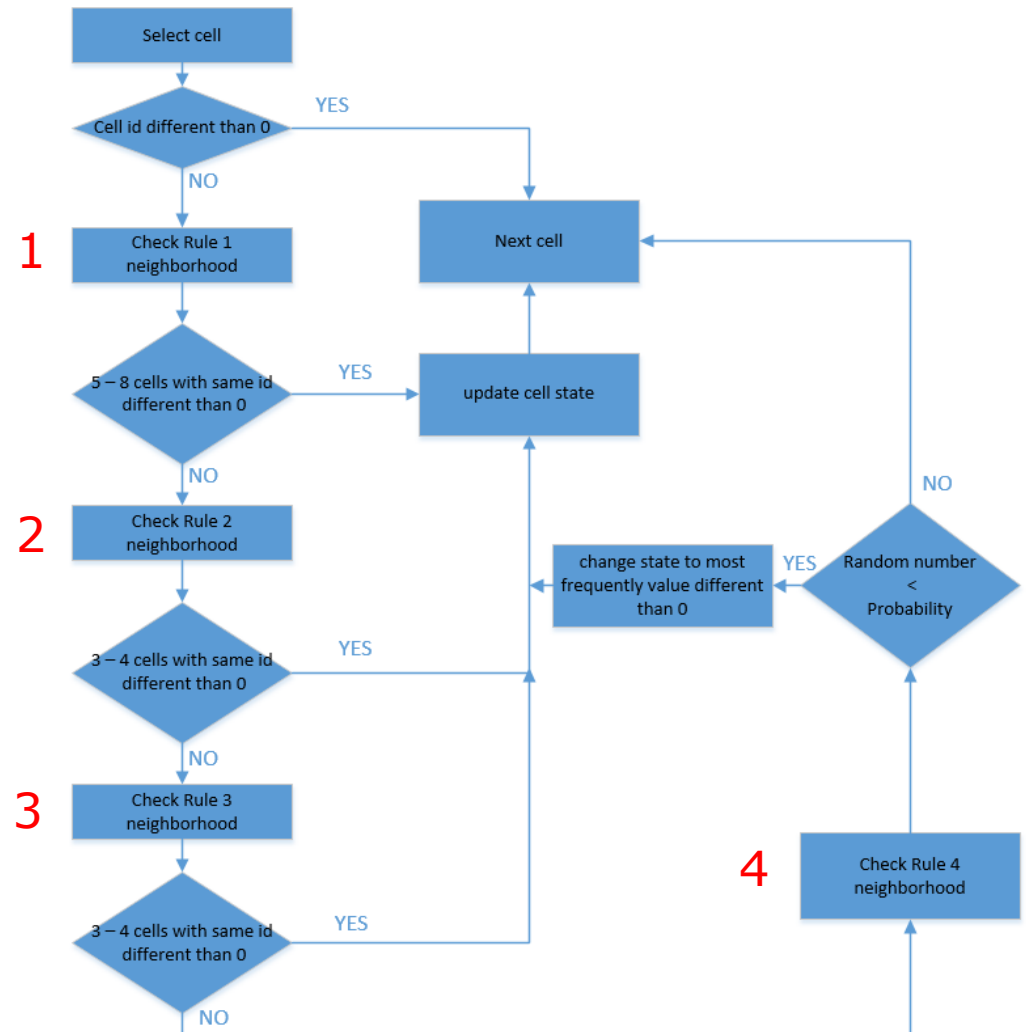 Select cell
Cell id different than 0
YES
NO
1
Check Rule 1
neighborhood
Next cell
5 – 8 cells with same id
different than 0
YES
update cell state
NO
2
Check Rule 2
neighborhood
3 – 4 cells with same id
different than 0
YES
NO
3
Check Rule 3
neighborhood
3 – 4 cells with same id
different than 0
YES
NO
4
Check Rule 4
neighborhood
Random number
<
Probability
YES
change state to most
frequently value different
than 0
NO